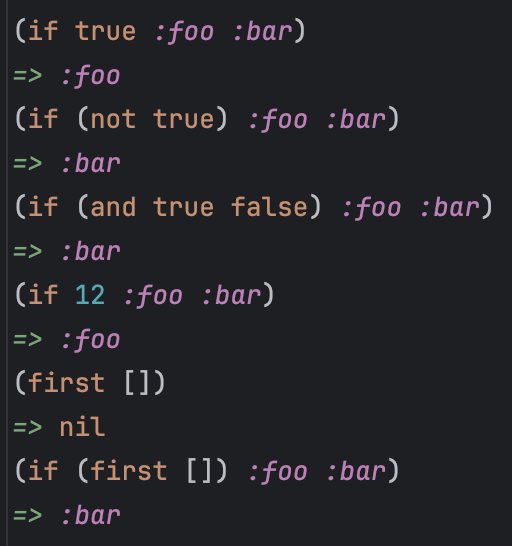 (if true :foo :bar)
=> :foo
(if (not true) :foo :bar)
=> :bar
(if (and true false) :foo :bar)
=> :bar
(if 12 :foo :bar)
=> :foo
(first [])
=> nil
(if (first []) :foo :bar)
=> :bar